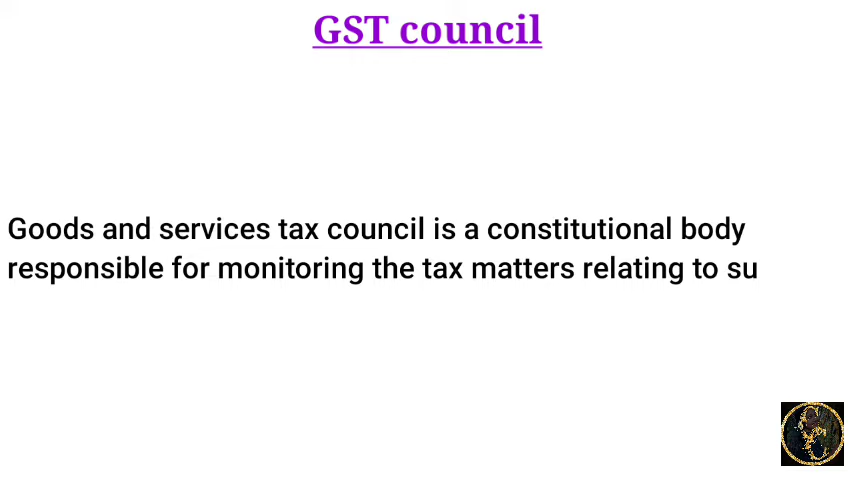 GST council
Goods and services tax council is a constitutional body
responsible for monitoring the tax matters relating to su